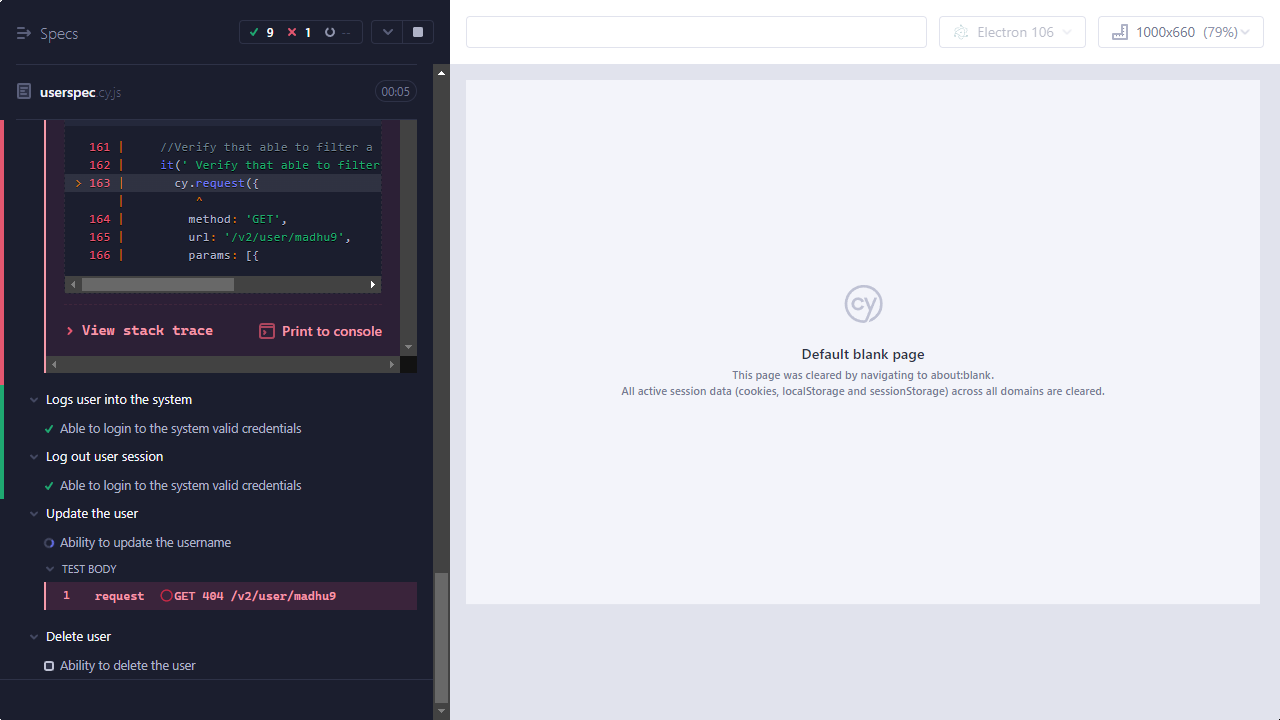 Specs
9
1
--
userspec.cy.js
00:05
161 | //Verify that able to filter a
162 | it(' Verify that able to filter
> 163 | cy.request({
| ^
164 | method: 'GET',
165 | url: '/v2/user/madhu9',
166 | params: [{
View stack trace
Print to console
Logs user into the system
Able to login to the system valid credentials
Log out user session
Able to login to the system valid credentials
Update the user
Ability to update the username
TEST BODY
1 request GET 404 /v2/user/madhu9
Delete user
Ability to delete the user
Electron 106
1000x660 (79%)
cy
Default blank page
This page was cleared by navigating to about:blank.
All active session data (cookies, localStorage and sessionStorage) across all domains are cleared.